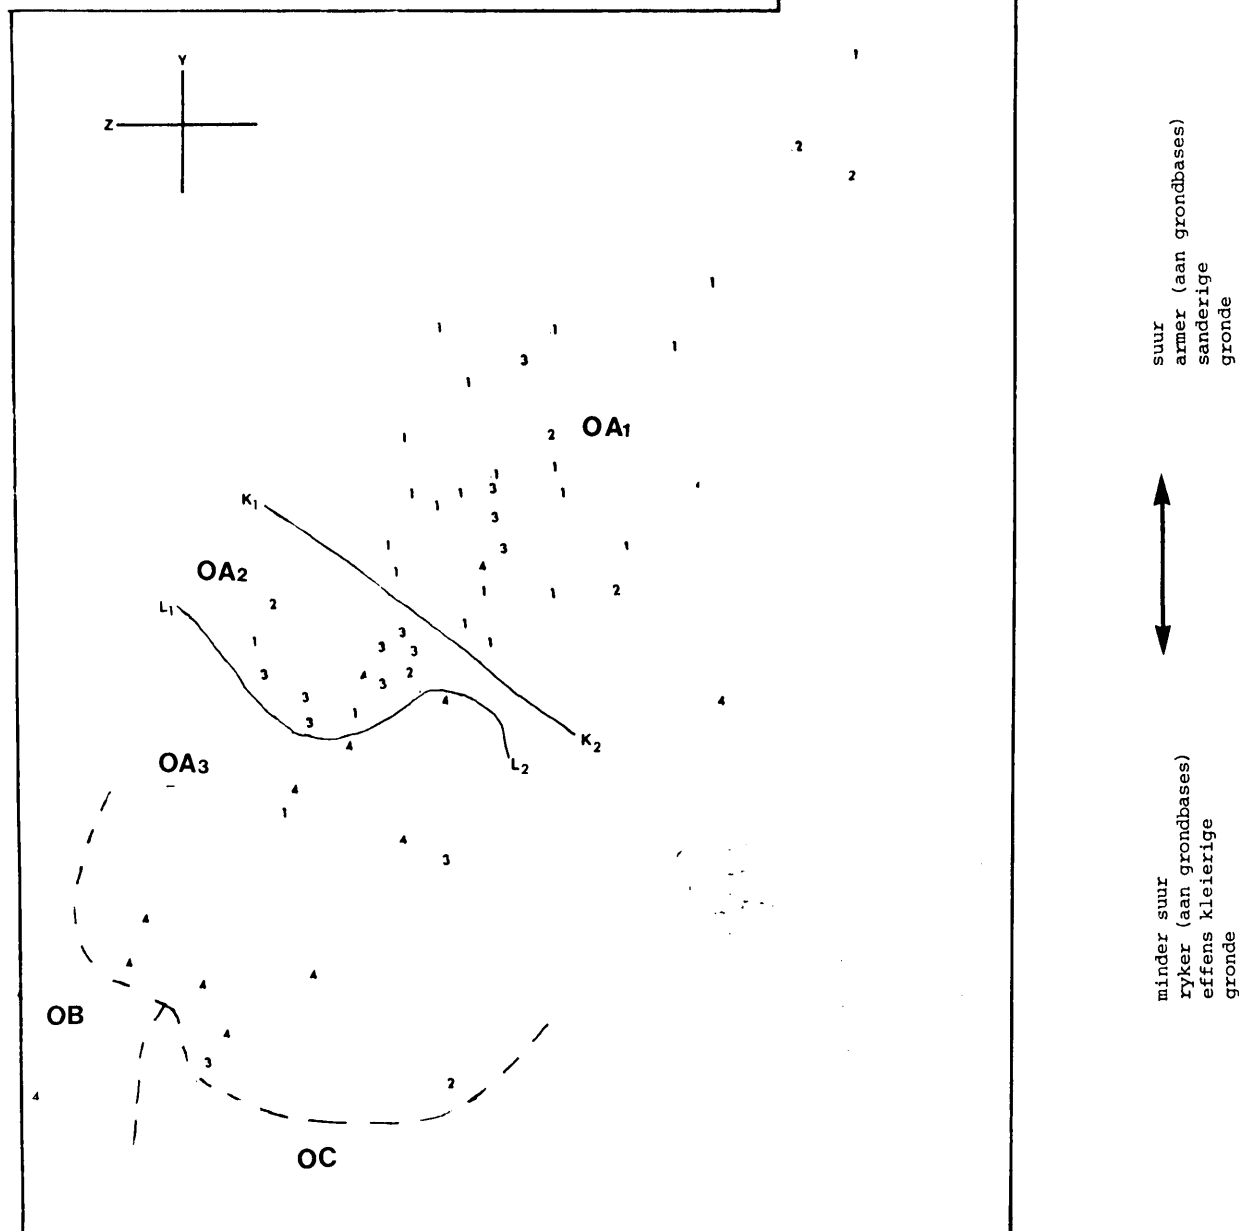 Y
Z
1
2
2
1
1 1
1
3
1
OA1
1 2
1 1
1 1 1 3 1
1
3
1 3 1
K1
1 4
OA2
1 1 2
2
L1
1
3 1
1 3 3
3 4 2
3
3
1
3
4 4
4
K2
L2
OA3
4
1
4
3
4
4
4 4
OB
4
3
2
4
OC
suur
armer (aan grondbases)
sanderige
gronde
minder suur
ryker (aan grondbases)
effens kleierige
gronde